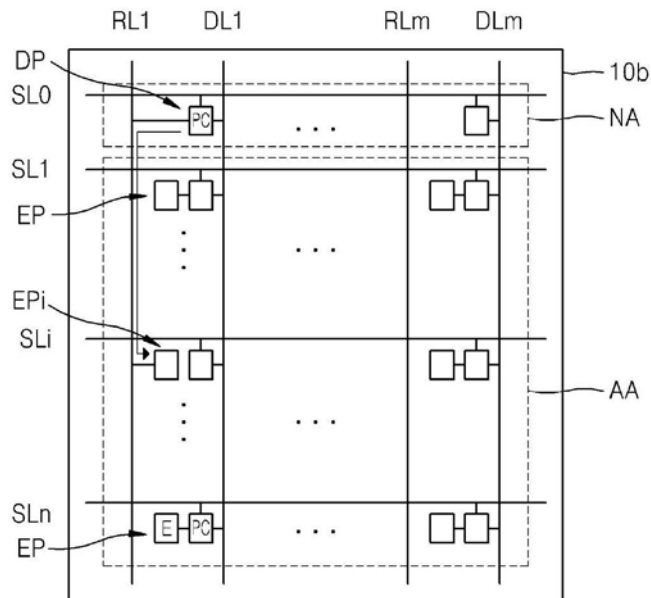 RL1 DL1 RLm DLm
DP
10b
SL0
PC
NA
SL1
EP
EPi
SLi
AA
SLn
E PC
EP